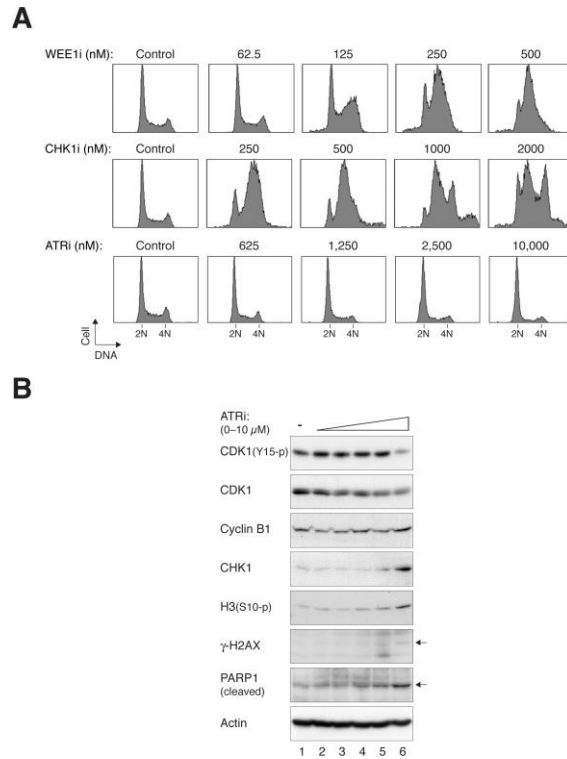 A
WEE1i (nM): Control 62.5 125 250 500
CHK1i (nM): Control 250 500 1000 2000
ATRi (nM): Control 625 1,250 2,500 10,000
Cell
DNA
2N 4N 2N 4N 2N 4N 2N 4N 2N 4N
B
ATRi:
(0–10 μM)
-
CDK1(Y15-p)
CDK1
Cyclin B1
CHK1
H3(S10-p)
γ-H2AX
PARP1
(cleaved)
Actin
1 2 3 4 5 6